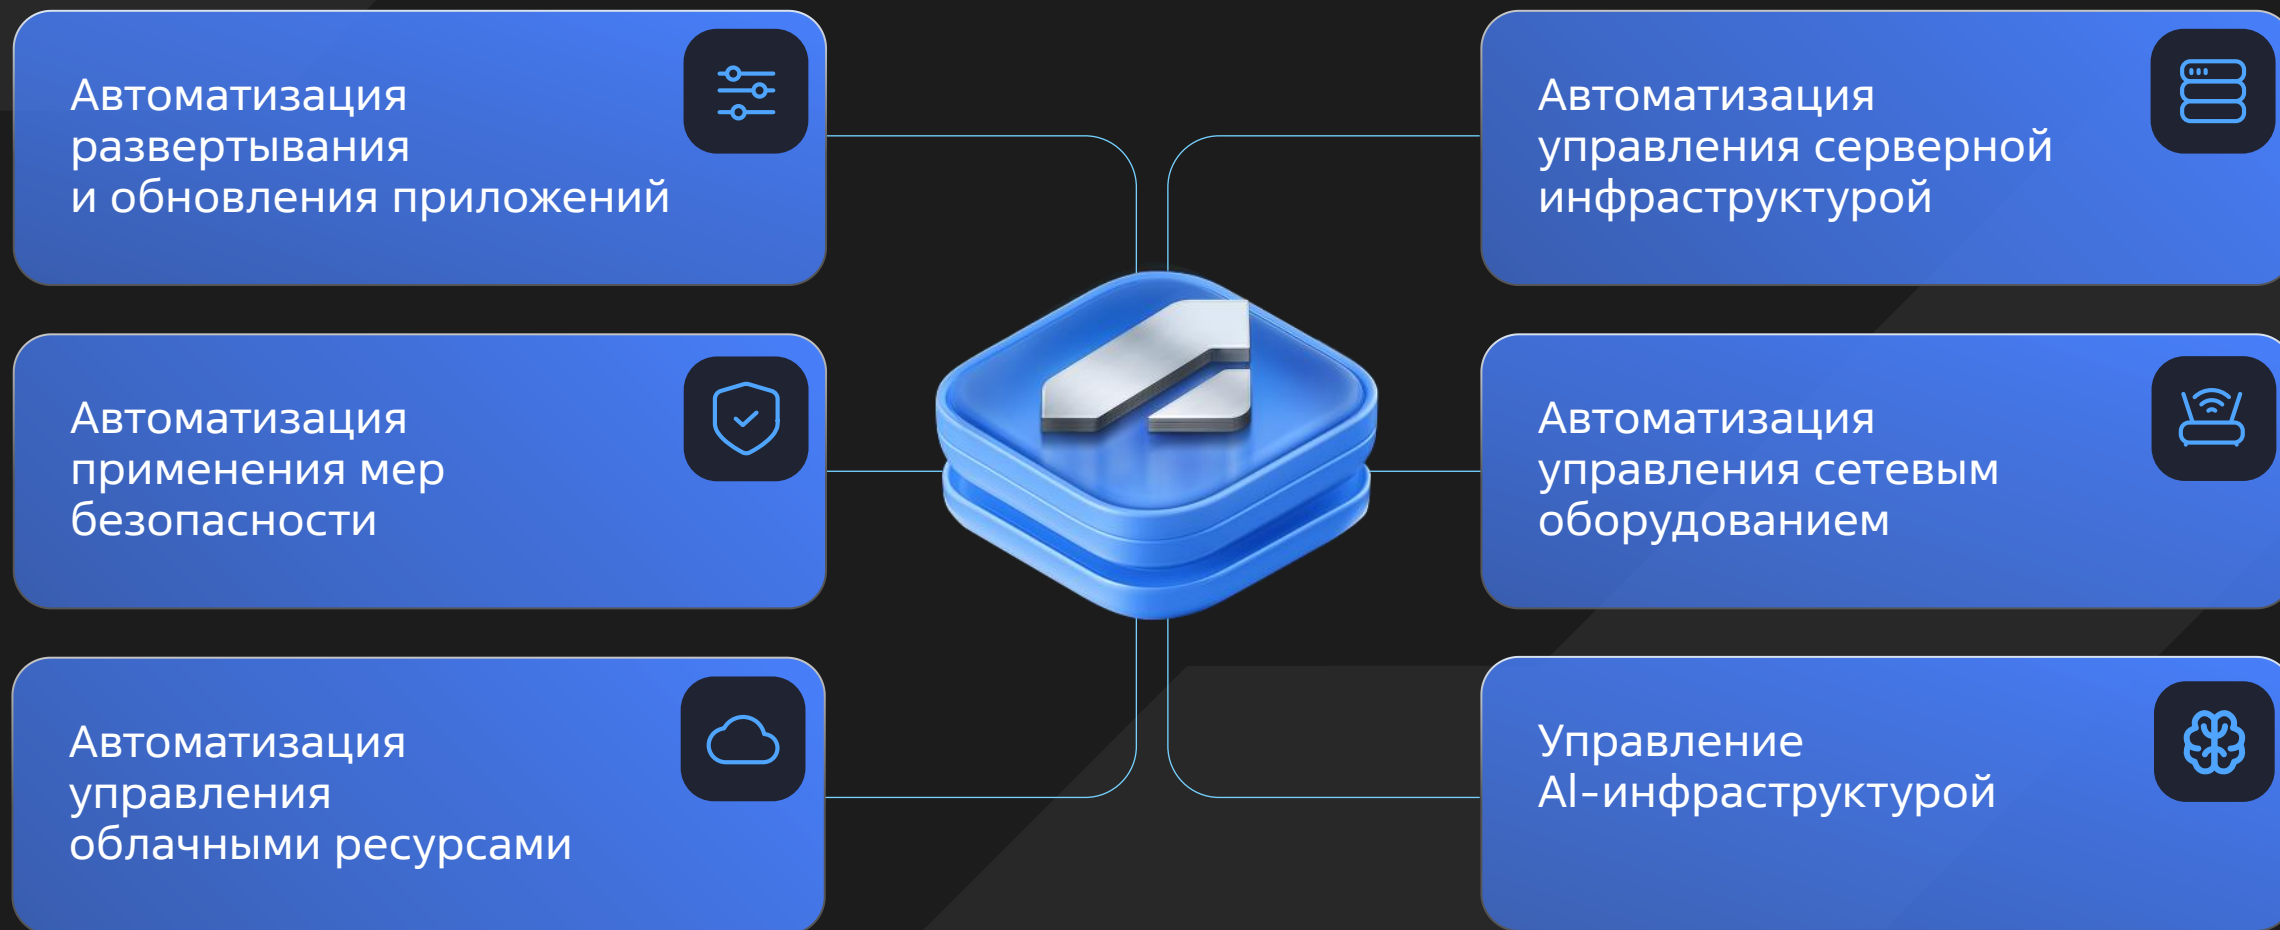 Автоматизация
развертывания
и обновления приложений
Автоматизация
применения мер
безопасности
Автоматизация
управления
облачными ресурсами
Автоматизация
управления серверной
инфраструктурой
Автоматизация
управления сетевым
оборудованием
Управление
AI-инфраструктурой